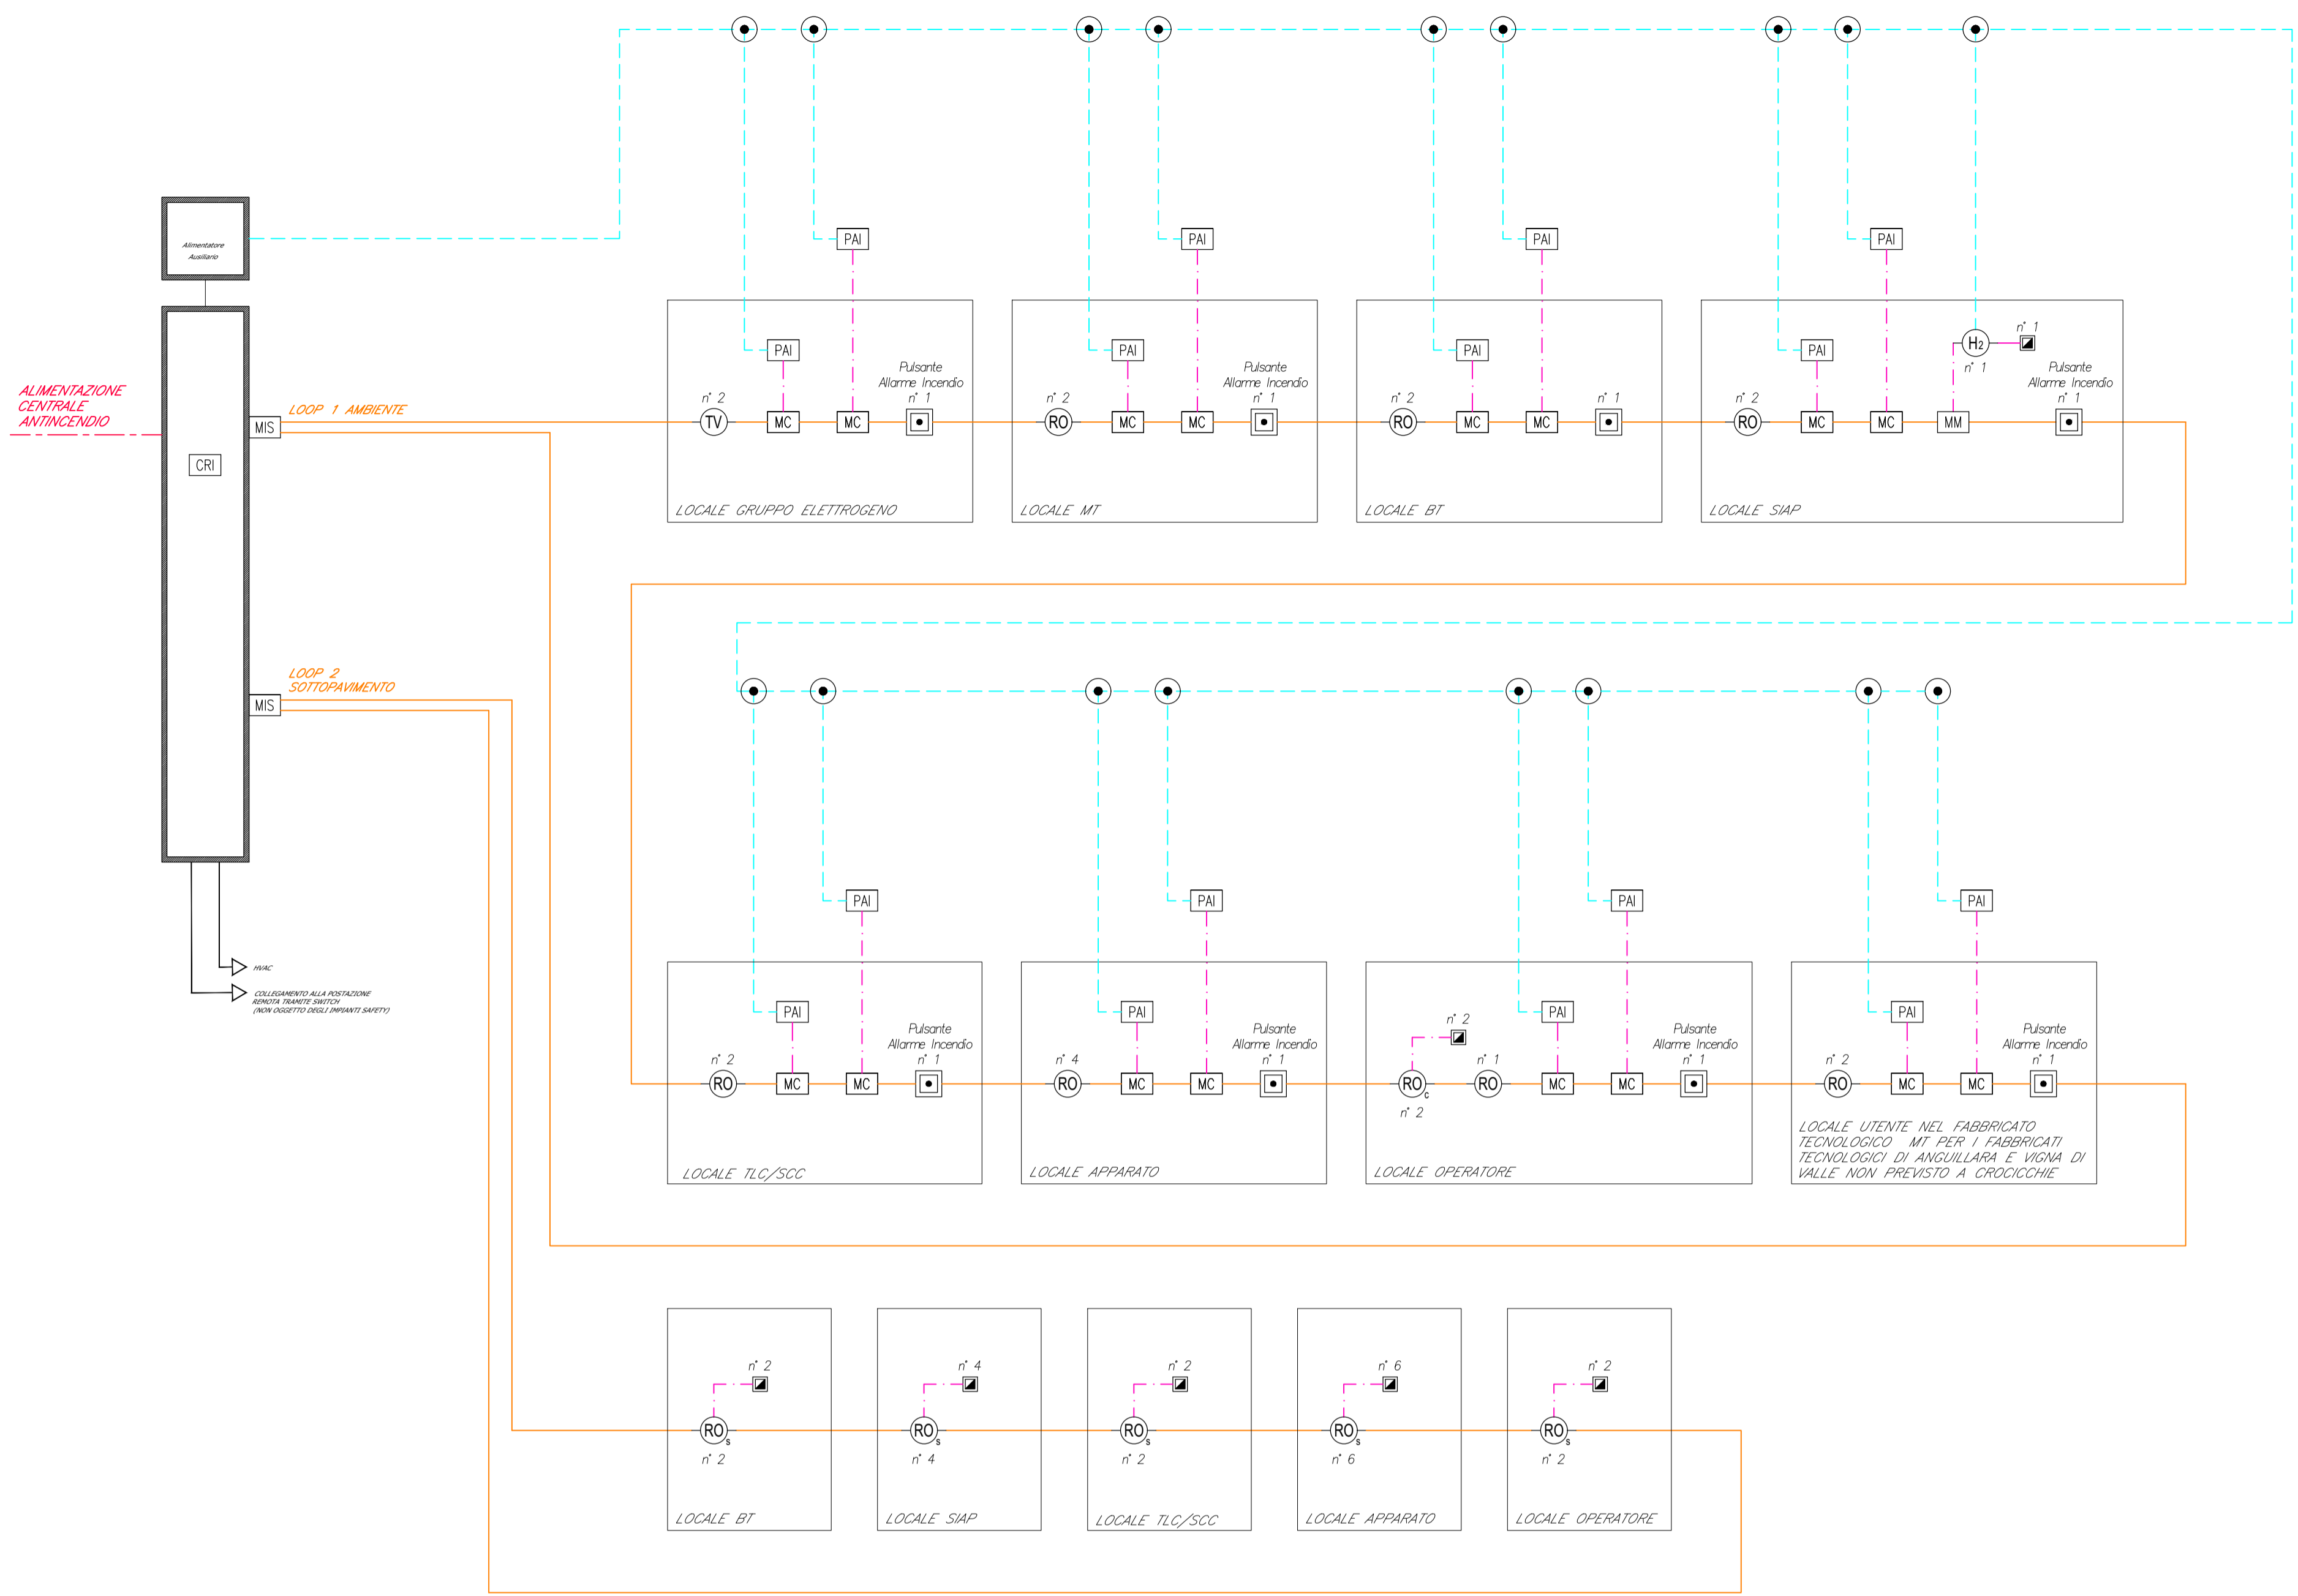 Alimentatore
Ausiliario
ALIMENTAZIONE
CENTRALE
ANTINCENDIO
CRI
MIS
LOOP 1 AMBIENTE
MIS
LOOP 2
SOTTOPAVIMENTO
HVAC
COLLEGAMENTO ALLA POSTAZIONE
REMOTA TRAMITE SWITCH
(NON OGGETTO DEGLI IMPIANTI SAFETY)
PAI
PAI
Pulsante
Allarme Incendio
n° 2
n° 1
TV
MC
MC
LOCALE GRUPPO ELETTROGENO
PAI
PAI
Pulsante
Allarme Incendio
n° 2
n° 1
RO
MC
MC
LOCALE MT
PAI
PAI
n° 2
n° 1
RO
MC
MC
LOCALE BT
PAI
PAI
n° 1
H2
n° 1
Pulsante
Allarme Incendio
n° 2
n° 1
RO
MC
MC
MM
LOCALE SIAP
PAI
PAI
Pulsante
Allarme Incendio
n° 2
n° 1
RO
MC
MC
LOCALE TLC/SCC
PAI
PAI
Pulsante
Allarme Incendio
n° 4
n° 1
RO
MC
MC
LOCALE APPARATO
PAI
PAI
n° 2
Pulsante
Allarme Incendio
n° 1
n° 1
RO
C
RO
MC
MC
n° 2
LOCALE OPERATORE
PAI
PAI
Pulsante
Allarme Incendio
n° 2
n° 1
RO
MC
MC
LOCALE UTENTE NEL FABBRICATO
TECNOLOGICO MT PER I FABBRICATI
TECNOLOGICI DI ANGUILLARA E VIGNA DI
VALLE NON PREVISTO A CROCICCHIE
n° 2
RO
S
n° 2
LOCALE BT
n° 4
RO
S
n° 4
LOCALE SIAP
n° 2
RO
S
n° 2
LOCALE TLC/SCC
n° 6
RO
S
n° 6
LOCALE APPARATO
n° 2
RO
S
n° 2
LOCALE OPERATORE